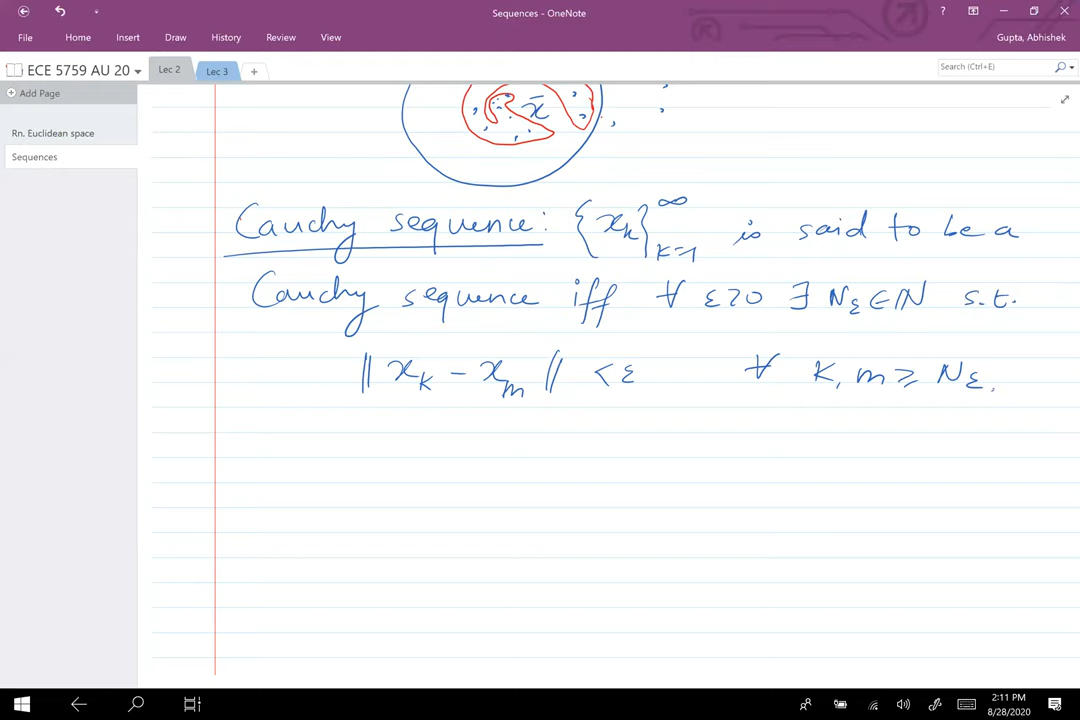 Sequences - OneNote
File Home Insert Draw History Review View
Gupta, Abhishek
ECE 5759 AU 20
Lec 2
Lec 3
Search (Ctrl+E)
Add Page
Rn. Euclidean space
Sequences
x̄
Cauchy sequence: {x_k}_{k=1}^∞ is said to be a
Cauchy sequence iff ∀ ε>0 ∃ N_ε ∈ ℕ s.t.
‖x_k − x_m‖ < ε ∀ k, m ≥ N_ε.
2:11 PM
8/28/2020